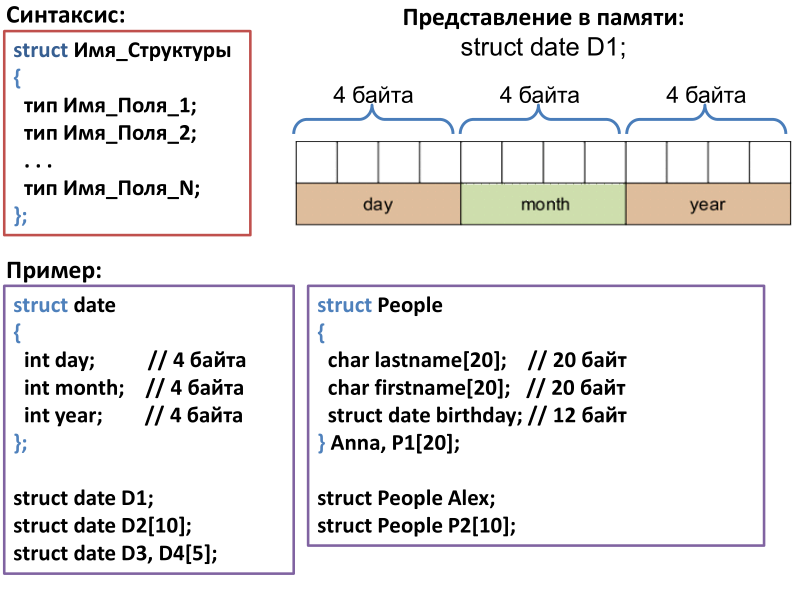 Синтаксис:
struct Имя_Структуры
{
тип Имя_Поля_1;
тип Имя_Поля_2;
. . .
тип Имя_Поля_N;
};
Представление в памяти:
struct date D1;
4 байта 4 байта 4 байта
day month year
Пример:
struct date
{
int day; // 4 байта
int month; // 4 байта
int year; // 4 байта
};
struct date D1;
struct date D2[10];
struct date D3, D4[5];
struct People
{
char lastname[20]; // 20 байт
char firstname[20]; // 20 байт
struct date birthday; // 12 байт
} Anna, P1[20];
struct People Alex;
struct People P2[10];